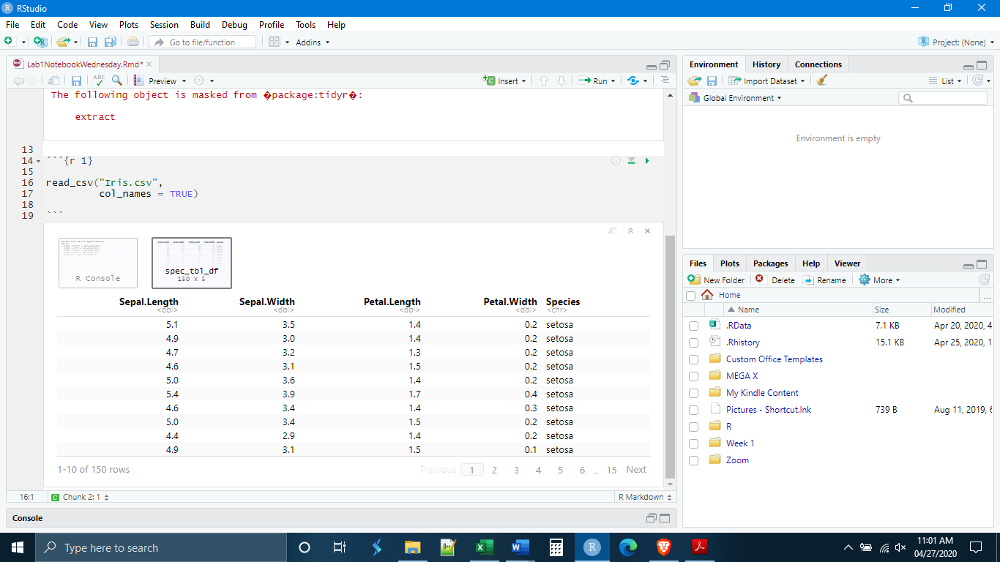 RStudio
File Edit Code View Plots Session Build Debug Profile Tools Help
Go to file/function Addins Project: (None)
Lab1NotebookWednesday.Rmd*
ABC Preview Insert Run
The following object is masked from �package:tidyr�:
extract
13
14 ```{r 1}
15
16 read_csv("Iris.csv",
17 col_names = TRUE)
18
19 ```
R Console
spec_tbl_df
150 x 5
Sepal.Length Sepal.Width Petal.Length Petal.Width Species
<dbl> <dbl> <dbl> <dbl> <chr>
5.1 3.5 1.4 0.2 setosa
4.9 3.0 1.4 0.2 setosa
4.7 3.2 1.3 0.2 setosa
4.6 3.1 1.5 0.2 setosa
5.0 3.6 1.4 0.2 setosa
5.4 3.9 1.7 0.4 setosa
4.6 3.4 1.4 0.3 setosa
5.0 3.4 1.5 0.2 setosa
4.4 2.9 1.4 0.2 setosa
4.9 3.1 1.5 0.1 setosa
1-10 of 150 rows Previous 1 2 3 4 5 6 ... 15 Next
16:1 Chunk 2: 1 R Markdown
Console
Environment History Connections
Import Dataset List
Global Environment
Environment is empty
Files Plots Packages Help Viewer
New Folder Delete Rename More
Home ...
Name Size Modified
.RData 7.1 KB Apr 20, 2020, 4
.Rhistory 15.1 KB Apr 25, 2020, 1
Custom Office Templates
MEGA X
My Kindle Content
Pictures - Shortcut.lnk 739 B Aug 11, 2019, 6
R
Week 1
Zoom
Type here to search
11:01 AM
04/27/2020